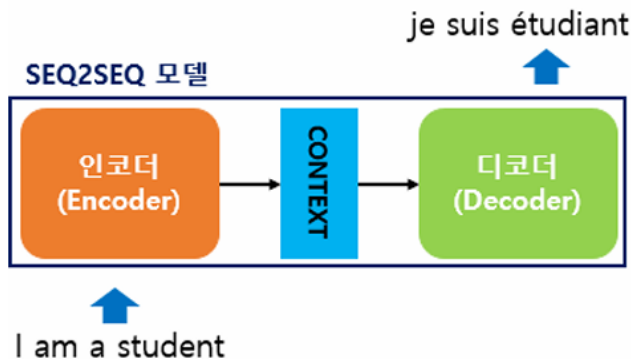 je suis étudiant
SEQ2SEQ 모델
인코더
(Encoder)
CONTEXT
디코더
(Decoder)
I am a student